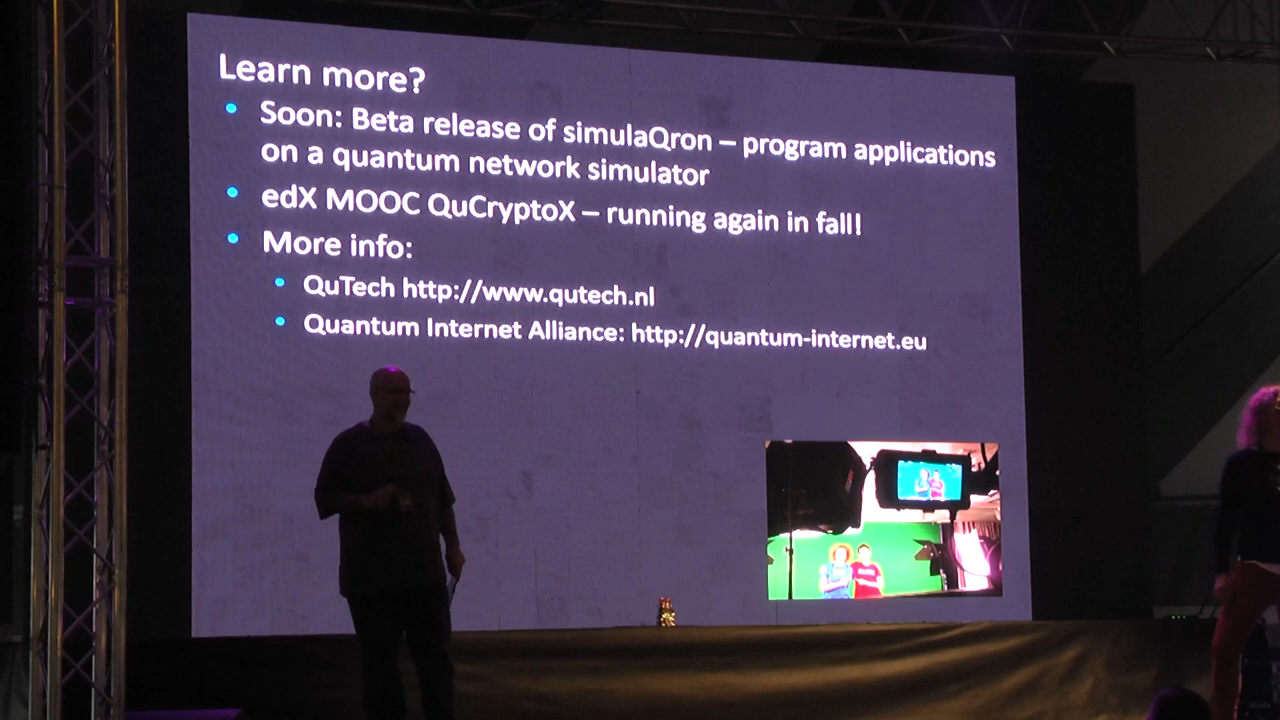 Learn more?
Soon: Beta release of simulaQron – program applications
on a quantum network simulator
edX MOOC QuCryptoX – running again in fall!
More info:
QuTech http://www.qutech.nl
Quantum Internet Alliance: http://quantum-internet.eu